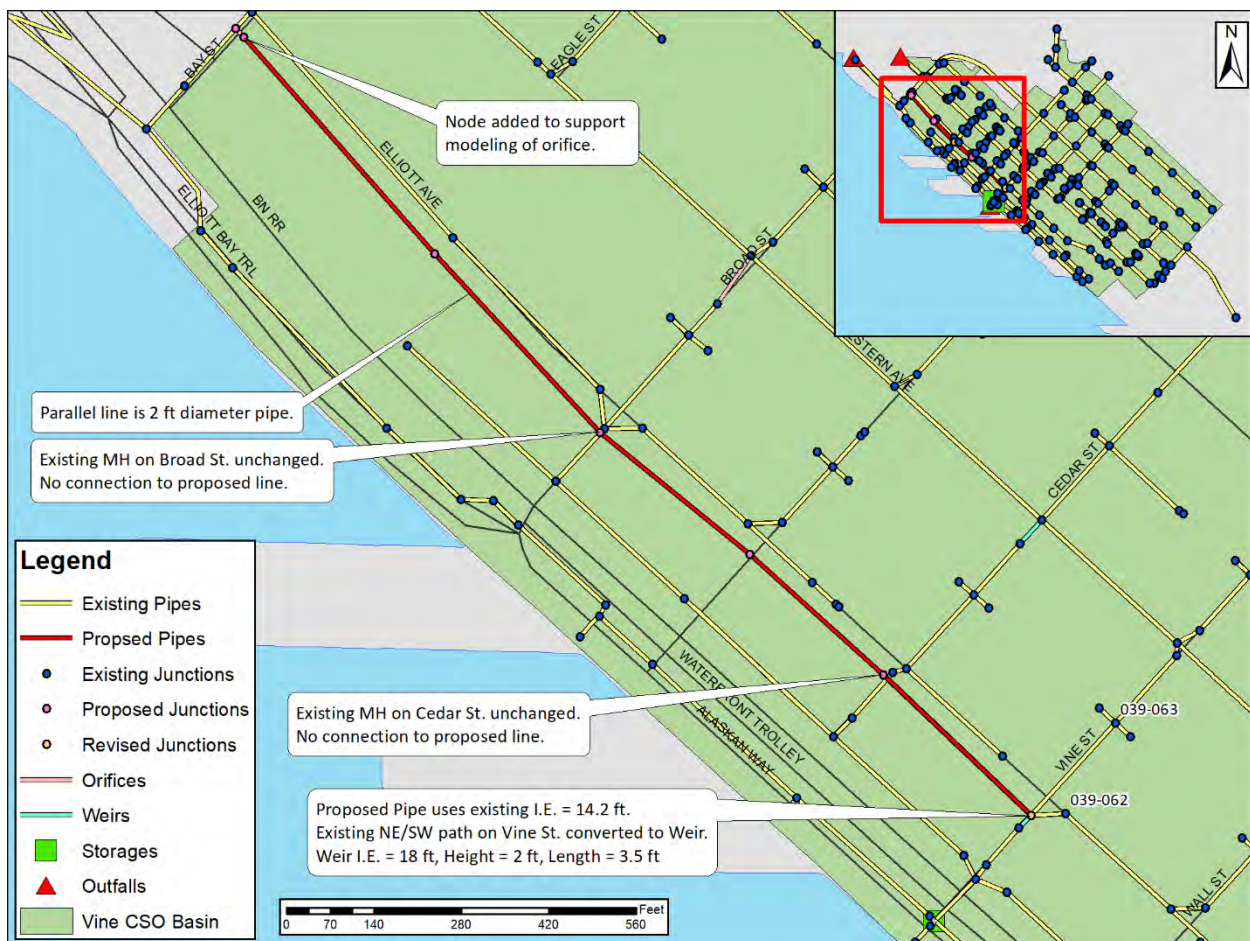 BAY ST
EAGLE ST
N
Node added to support
modeling of orifice.
ELLIOTT AVE
BROAD ST
BN RR
ELLIOTT BAY TRL
ESTERN AVE
Parallel line is 2 ft diameter pipe.
Existing MH on Broad St. unchanged.
No connection to proposed line.
CEDAR ST
Legend
Existing Pipes
Propsed Pipes
Existing Junctions
Proposed Junctions
Revised Junctions
Orifices
Weirs
Storages
Outfalls
Vine CSO Basin
WATERFRONT TROLLEY
ALASKAN WAY
Existing MH on Cedar St. unchanged.
No connection to proposed line.
039-063
VINE ST
039-062
Proposed Pipe uses existing I.E. = 14.2 ft.
Existing NE/SW path on Vine St. converted to Weir.
Weir I.E. = 18 ft, Height = 2 ft, Length = 3.5 ft
WALL ST
Feet
0 70 140 280 420 560